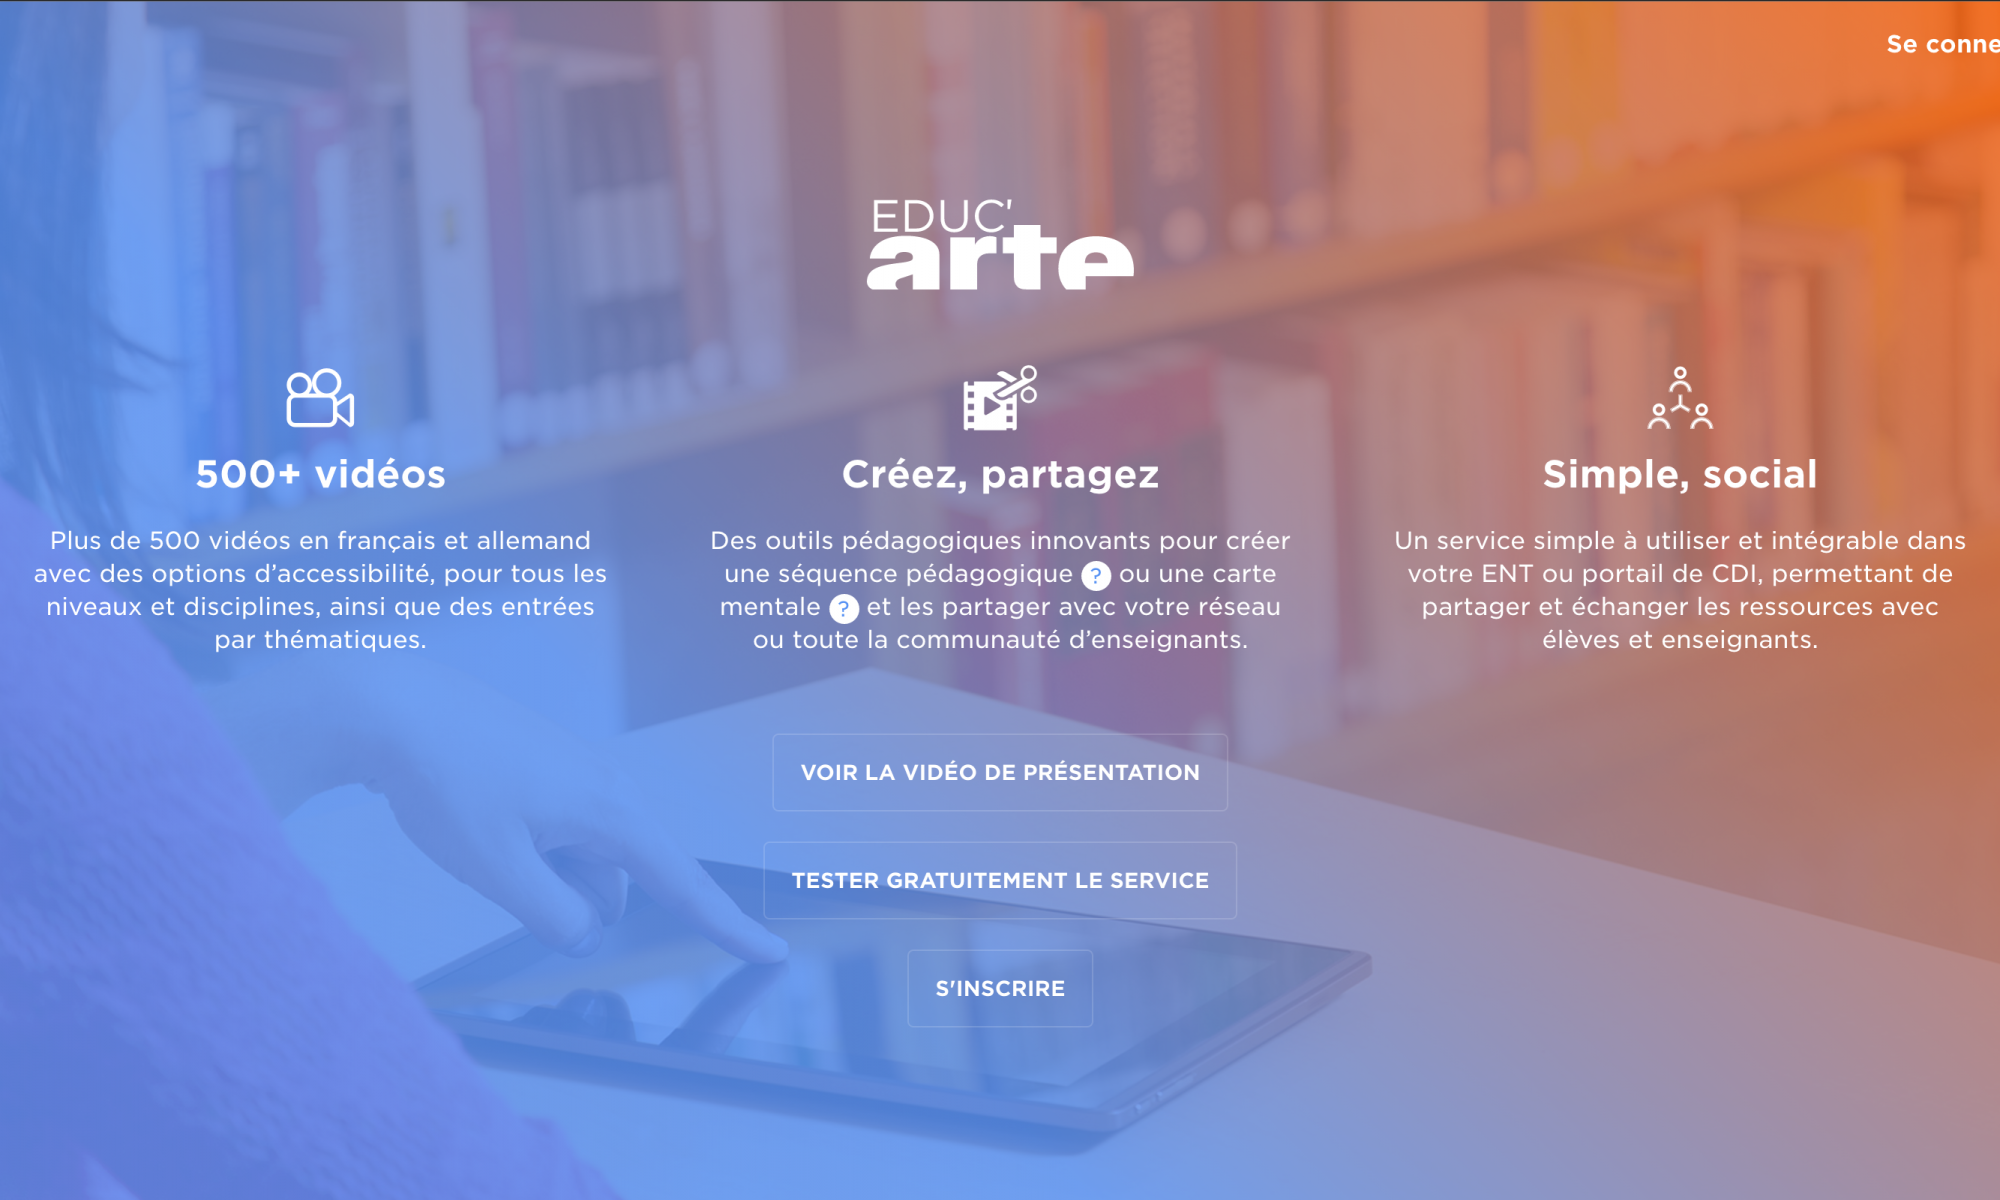 Se conne
EDUC'
arte
500+ vidéos
Plus de 500 vidéos en français et allemand
avec des options d’accessibilité, pour tous les
niveaux et disciplines, ainsi que des entrées
par thématiques.
Créez, partagez
Des outils pédagogiques innovants pour créer
une séquence pédagogique ? ou une carte
mentale ? et les partager avec votre réseau
ou toute la communauté d’enseignants.
Simple, social
Un service simple à utiliser et intégrable dans
votre ENT ou portail de CDI, permettant de
partager et échanger les ressources avec
élèves et enseignants.
VOIR LA VIDÉO DE PRÉSENTATION
TESTER GRATUITEMENT LE SERVICE
S'INSCRIRE